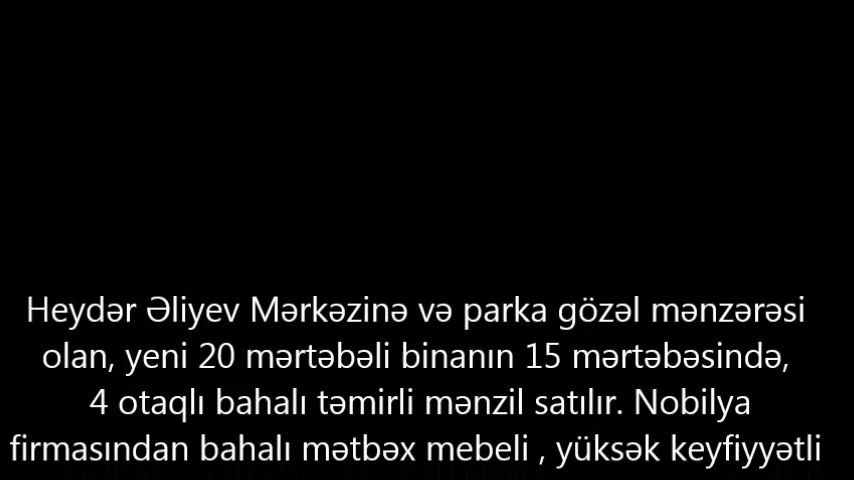 Heydər Əliyev Mərkəzinə və parka gözəl mənzərəsi
olan, yeni 20 mərtəbəli binanın 15 mərtəbəsində,
4 otaqlı bahalı təmirli mənzil satılır. Nobilya
firmasından bahalı mətbəx mebeli , yüksək keyfiyyətli